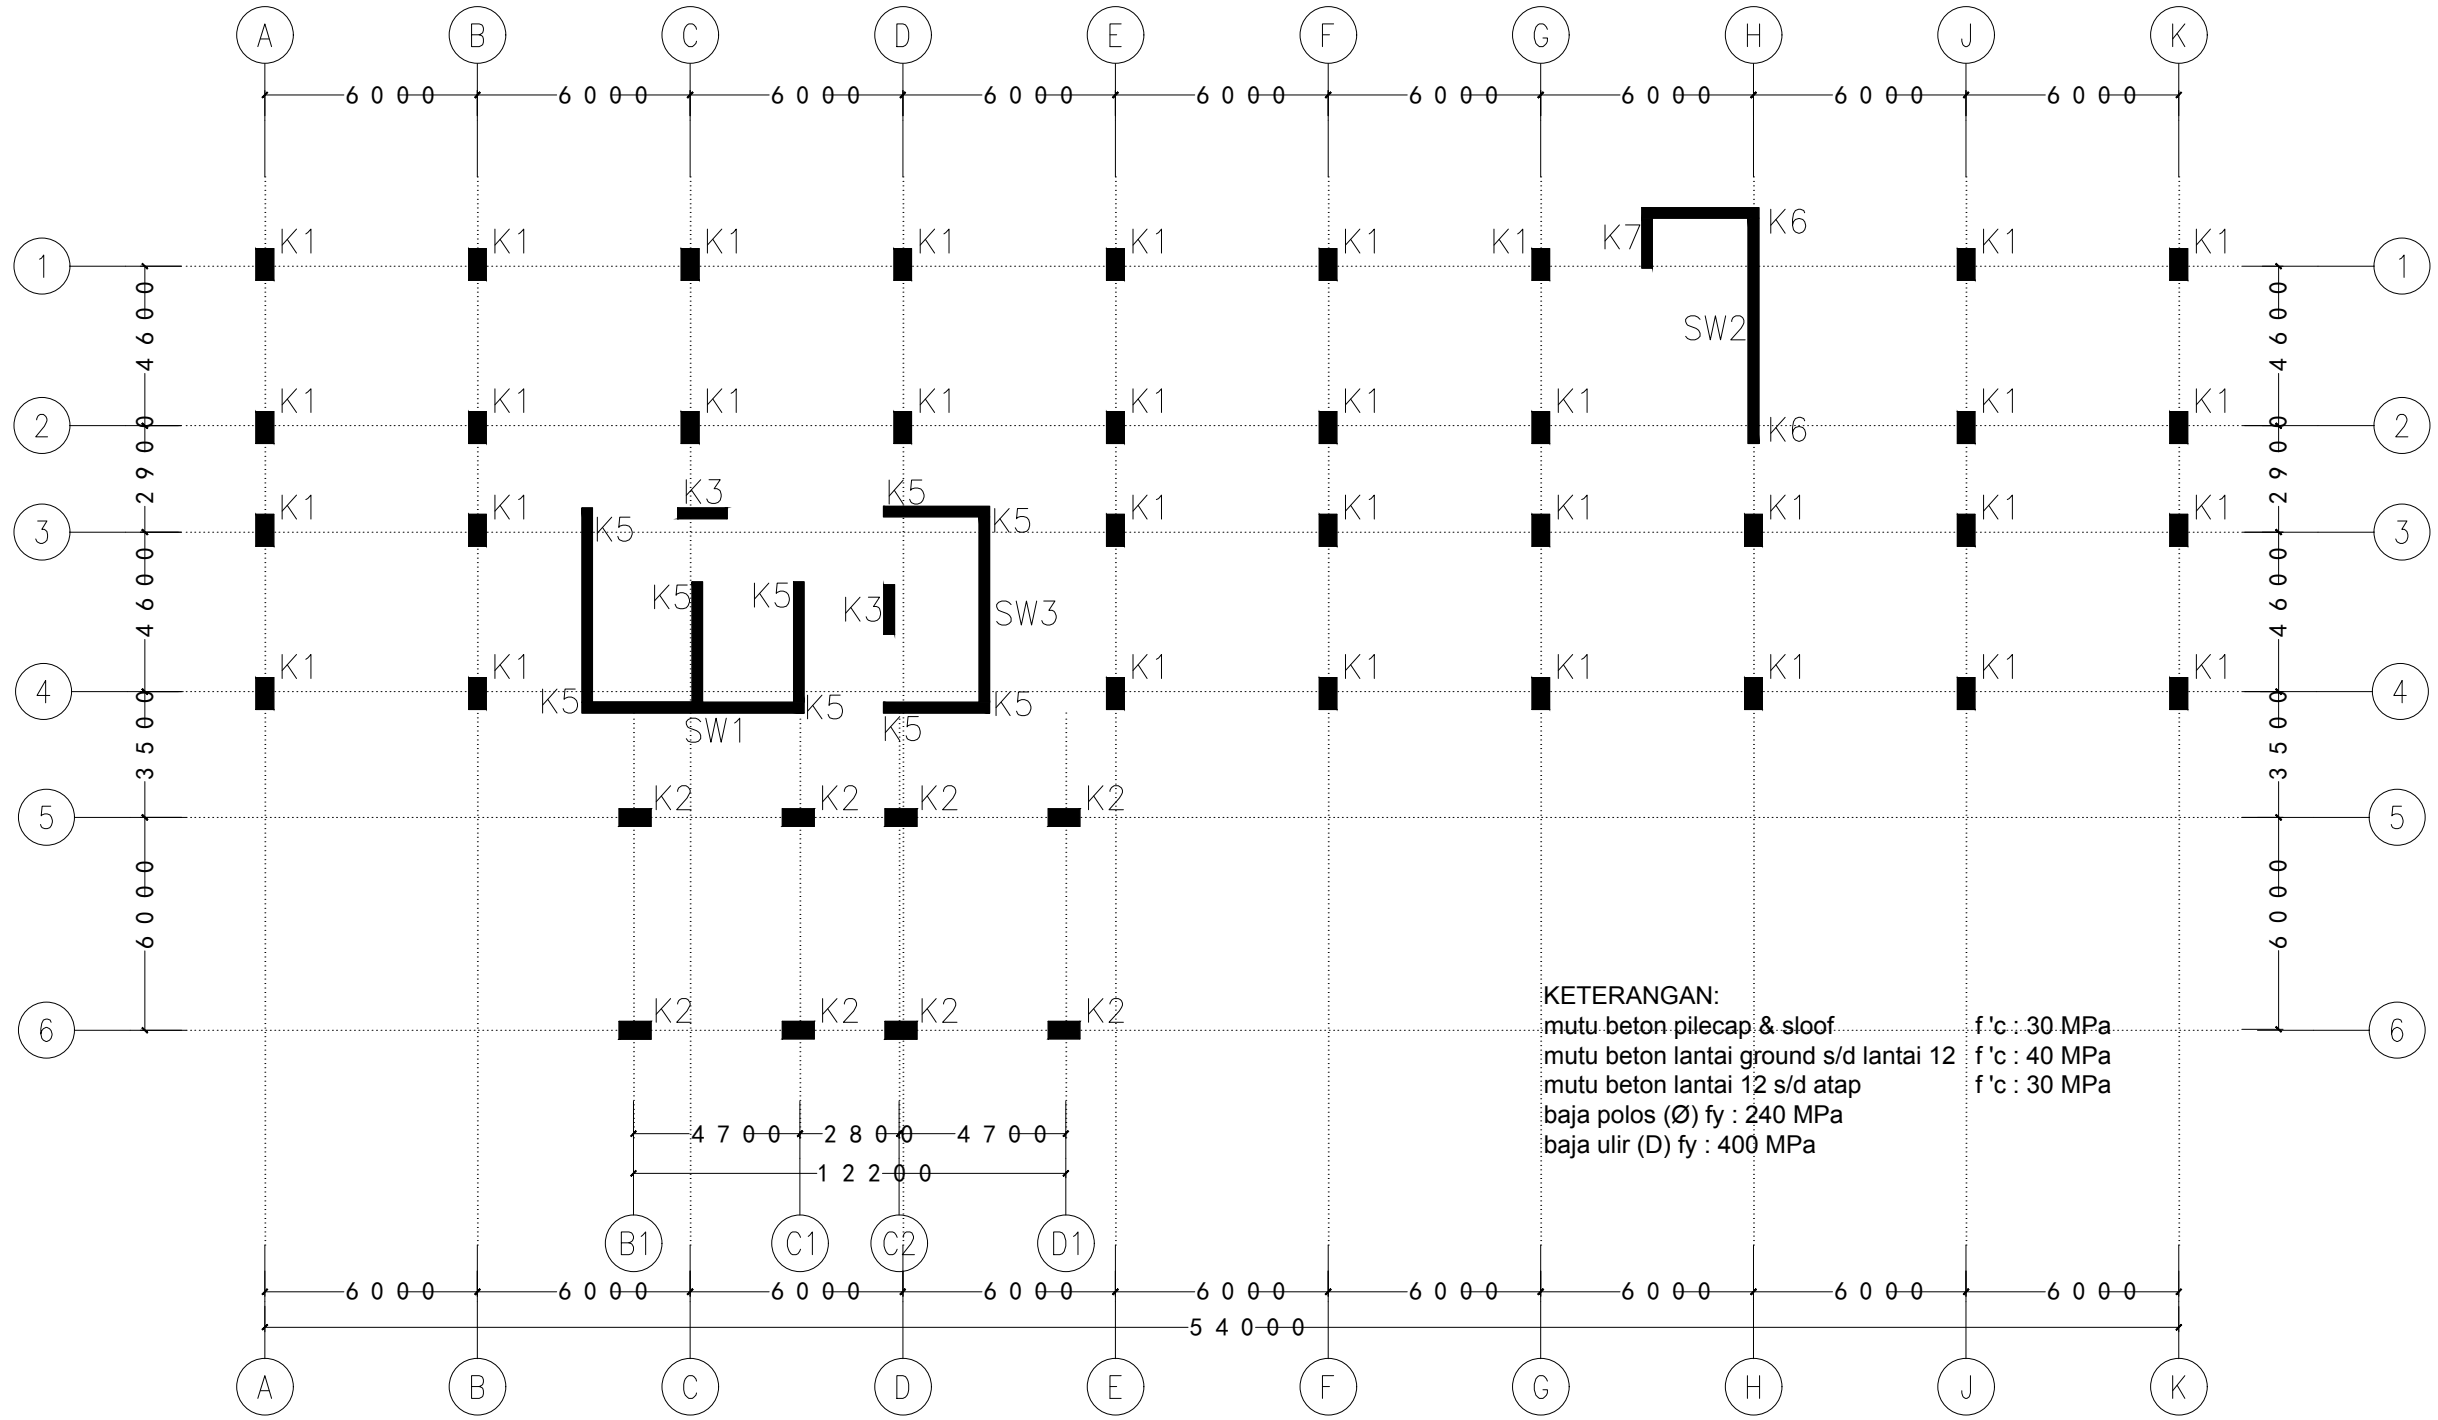 A B C D E F G H J K
6000 6000 6000 6000 6000 6000 6000 6000 6000
K1 K1 K1 K1 K1 K1 K1 K7 K6 K1 K1
1 1
4600 4600
SW2
K1 K1 K1 K1 K1 K1 K1 K1 K1
2 K6 2
2900 2900
K3 K5
K1 K1 K5 K5 K1 K1 K1 K1 K1 K1
3 3
4600 K5 K5 K3 SW3 4600
K1 K1 K1 K1 K1 K1 K1 K1
4 K5 K5 K5 4
SW1 K5
3500 3500
K2 K2 K2 K2
5 5
6000 6000
K2 K2 K2 K2
6 6
KETERANGAN:
mutu beton pilecap & sloof f 'c : 30 MPa
mutu beton lantai ground s/d lantai 12 f 'c : 40 MPa
mutu beton lantai 12 s/d atap f 'c : 30 MPa
baja polos (Ø) fy : 240 MPa
baja ulir (D) fy : 400 MPa
4700 2800 4700
12200
B1 C1 C2 D1
6000 6000 6000 6000 6000 6000 6000 6000 6000
54000
A B C D E F G H J K